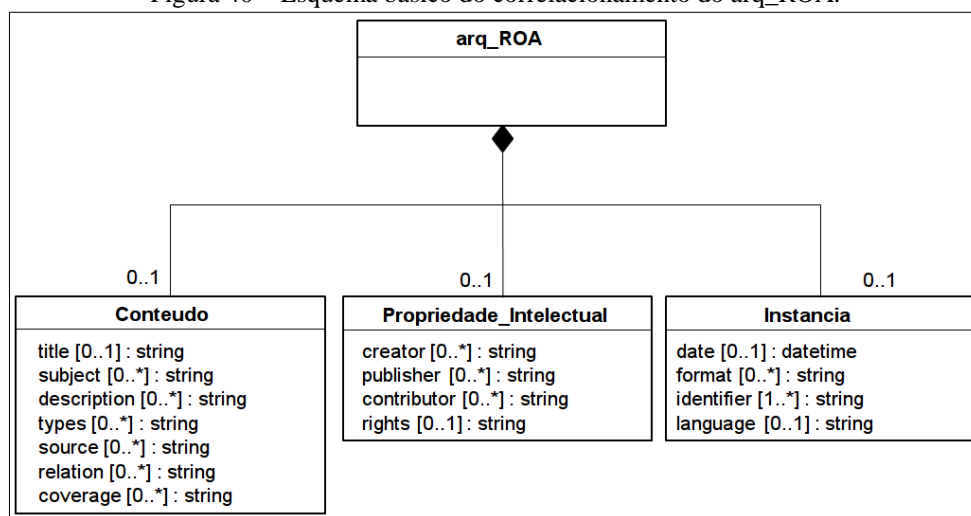 Figura 40 – Esquema básico do correlacionamento do arq_ROA.
arq_ROA
0..1
0..1
0..1
Conteudo
title [0..1] : string
subject [0..*] : string
description [0..*] : string
types [0..*] : string
source [0..*] : string
relation [0..*] : string
coverage [0..*] : string
Propriedade_Intelectual
creator [0..*] : string
publisher [0..*] : string
contributor [0..*] : string
rights [0..1] : string
Instancia
date [0..1] : datetime
format [0..*] : string
identifier [1..*] : string
language [0..1] : string